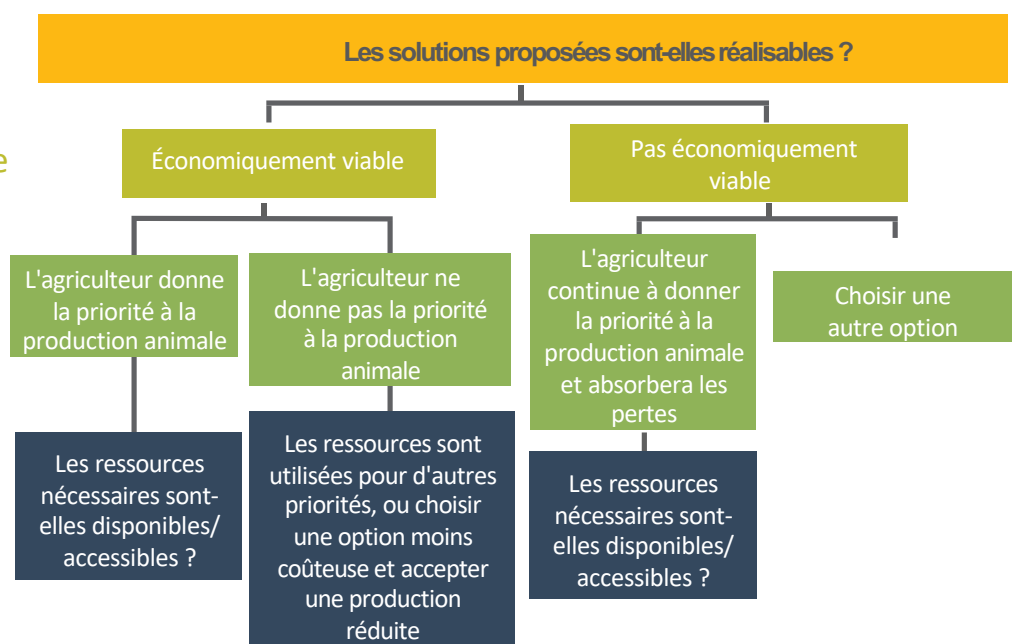 Les solutions proposées sont-elles réalisables ?
e
Économiquement viable
Pas économiquement
viable
L'agriculteur donne
la priorité à la
production animale
L'agriculteur ne
donne pas la priorité
à la production
animale
L'agriculteur
continue à donner
la priorité à la
production animale
et absorbera les
pertes
Choisir une
autre option
Les ressources
nécessaires sont-
elles disponibles/
accessibles ?
Les ressources sont
utilisées pour d'autres
priorités, ou choisir
une option moins
coûteuse et accepter
une production
réduite
Les ressources
nécessaires sont-
elles disponibles/
accessibles ?